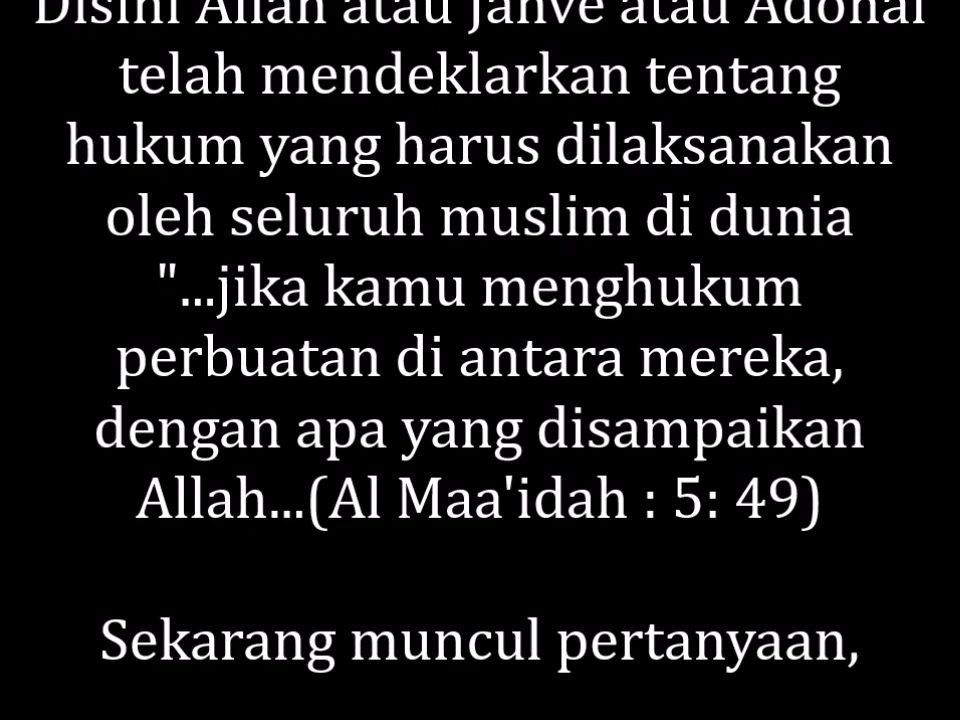 Disini Allah atau Jahve atau Adonai
telah mendeklarkan tentang
hukum yang harus dilaksanakan
oleh seluruh muslim di dunia
"...jika kamu menghukum
perbuatan di antara mereka,
dengan apa yang disampaikan
Allah...(Al Maa'idah : 5: 49)
Sekarang muncul pertanyaan,